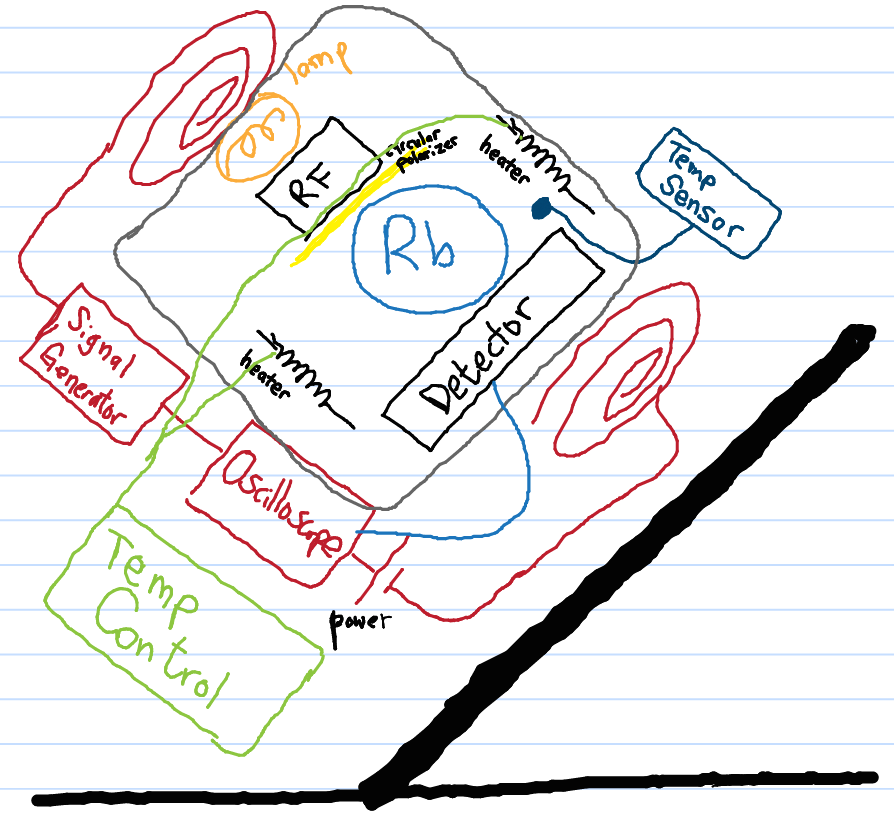 lamp
RF
circular
polarizer
heater
Temp
Sensor
Rb
Signal
Generator
heater
Detector
Oscilloscope
Temp
Control
power